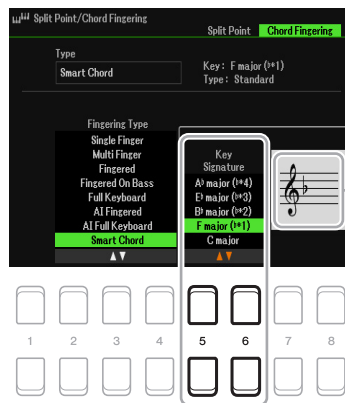 Split Point/Chord Fingering
Split Point Chord Fingering
Type
Smart Chord
Key: F major (♭*1)
Type: Standard
Fingering Type
Single Finger
Multi Finger
Fingered
Fingered On Bass
Full Keyboard
AI Fingered
AI Full Keyboard
Smart Chord
Key
Signature
A♭ major (♭*4)
E♭ major (♭*3)
B♭ major (♭*2)
F major (♭*1)
C major
1 2 3 4 5 6 7 8